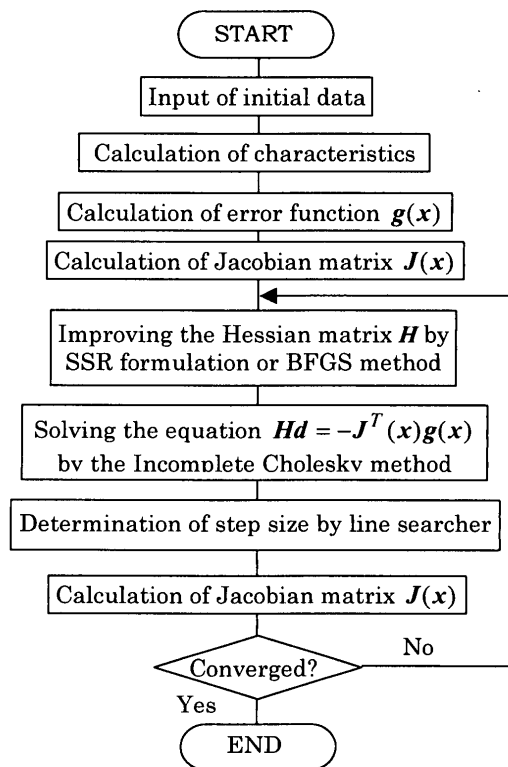 START
Input of initial data
Calculation of characteristics
Calculation of error function g(x)
Calculation of Jacobian matrix J(x)
Improving the Hessian matrix H by
SSR formulation or BFGS method
Solving the equation Hd = −Jᵀ(x)g(x)
by the Incomplete Cholesky method
Determination of step size by line searcher
Calculation of Jacobian matrix J(x)
Converged?
No
Yes
END